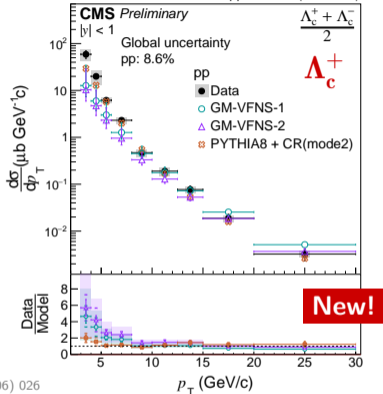 CMS Preliminary
|y| < 1
Global uncertainty
pp: 8.6%
Λc+ + Λc−
2
Λc+
pp
Data
GM-VFNS-1
GM-VFNS-2
PYTHIA8 + CR(mode2)
dσ/dpT (μb GeV⁻¹c)
10²
10
1
10⁻¹
10⁻²
New!
Data
Model
8
6
4
2
0
5 10 15 20 25 30
pT (GeV/c)
06) 026